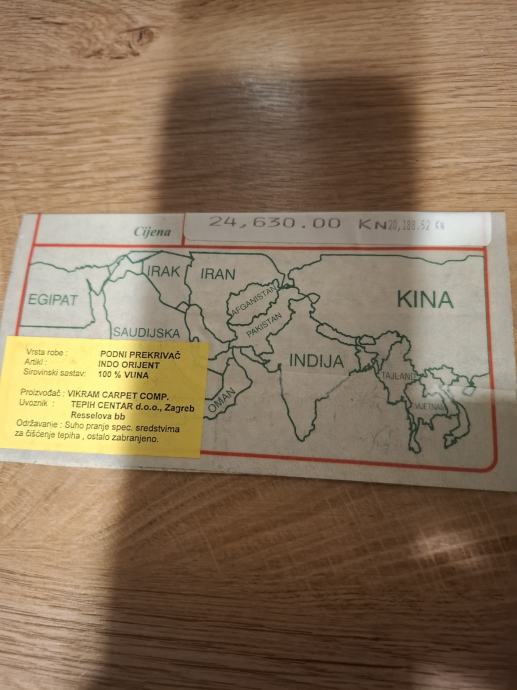 Cijena 24,630.00 KN 20,188.52 KN
IRAK IRAN
AFGANISTAN
EGIPAT KINA
SAUDIJSKA PAKISTAN
INDIJA
TAJLAND
OMAN VIJETNAM
Vrsta robe : PODNI PREKRIVAČ
Artikl : INDO ORIJENT
Sirovinski sastav: 100 % VUNA
Proizvođač : VIKRAM CARPET COMP.
Uvoznik : TEPIH CENTAR d.o.o., Zagreb
Resselova bb
Održavanje : Suho pranje spec. sredstvima
za čišćenje tepiha , ostalo zabranjeno.